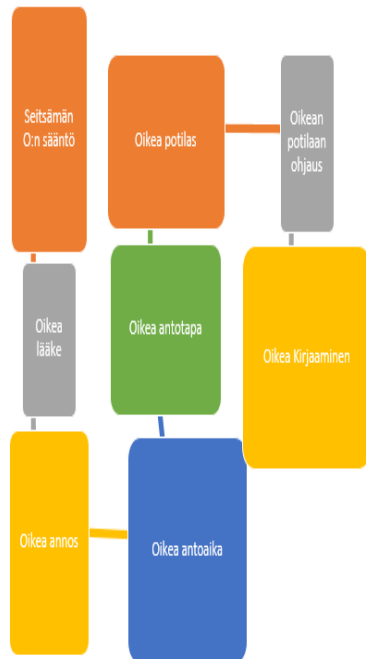 Seitsämän
O:n sääntö
Oikea
lääke
Oikea annos
Oikea antoaika
Oikea antotapa
Oikea potilas
Oikean
potilaan
ohjaus
Oikea Kirjaaminen